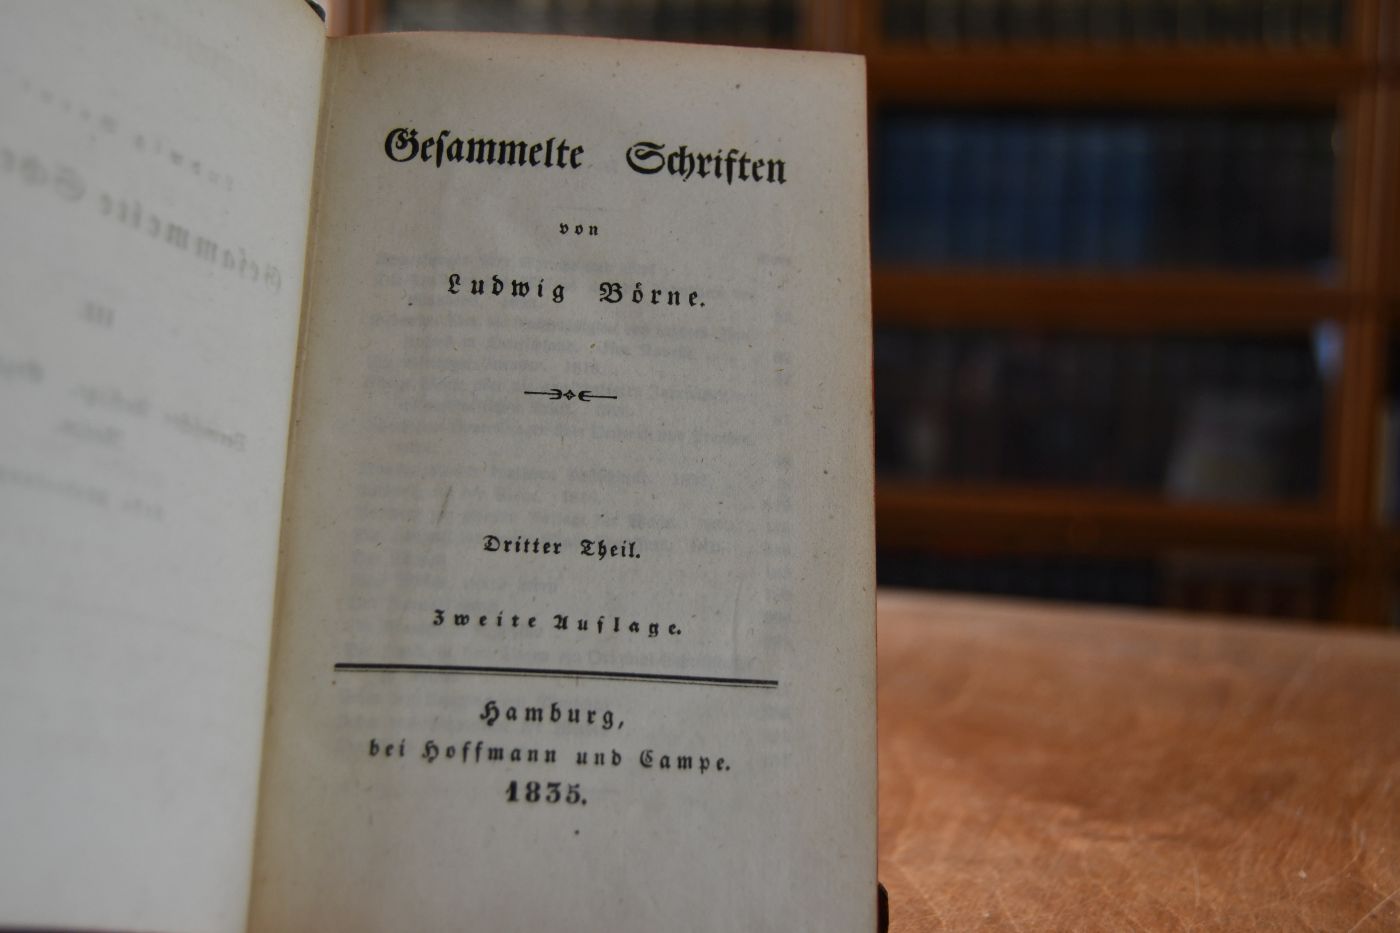 Gesammelte Schriften
von
Ludwig Börne.
Dritter Theil.
Zweite Auflage.
Hamburg,
bei Hoffmann und Campe.
1835.